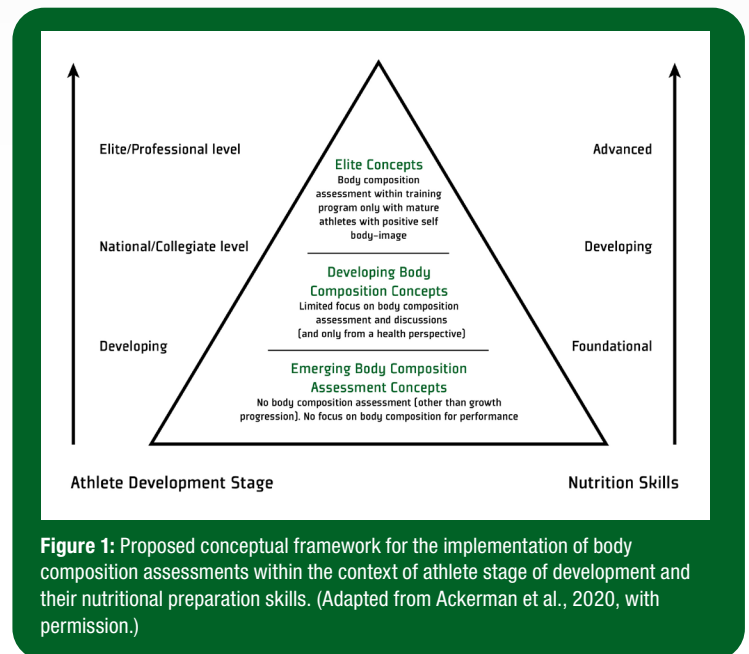 Elite/Professional level
National/Collegiate level
Developing
Athlete Development Stage
Elite Concepts
Body composition
assessment within training
program only with mature
athletes with positive self
body-image
Developing Body
Composition Concepts
Limited focus on body composition
assessment and discussions
(and only from a health perspective)
Emerging Body Composition
Assessment Concepts
No body composition assessment (other than growth
progression). No focus on body composition for performance
Advanced
Developing
Foundational
Nutrition Skills
Figure 1: Proposed conceptual framework for the implementation of body
composition assessments within the context of athlete stage of development and
their nutritional preparation skills. (Adapted from Ackerman et al., 2020, with
permission.)